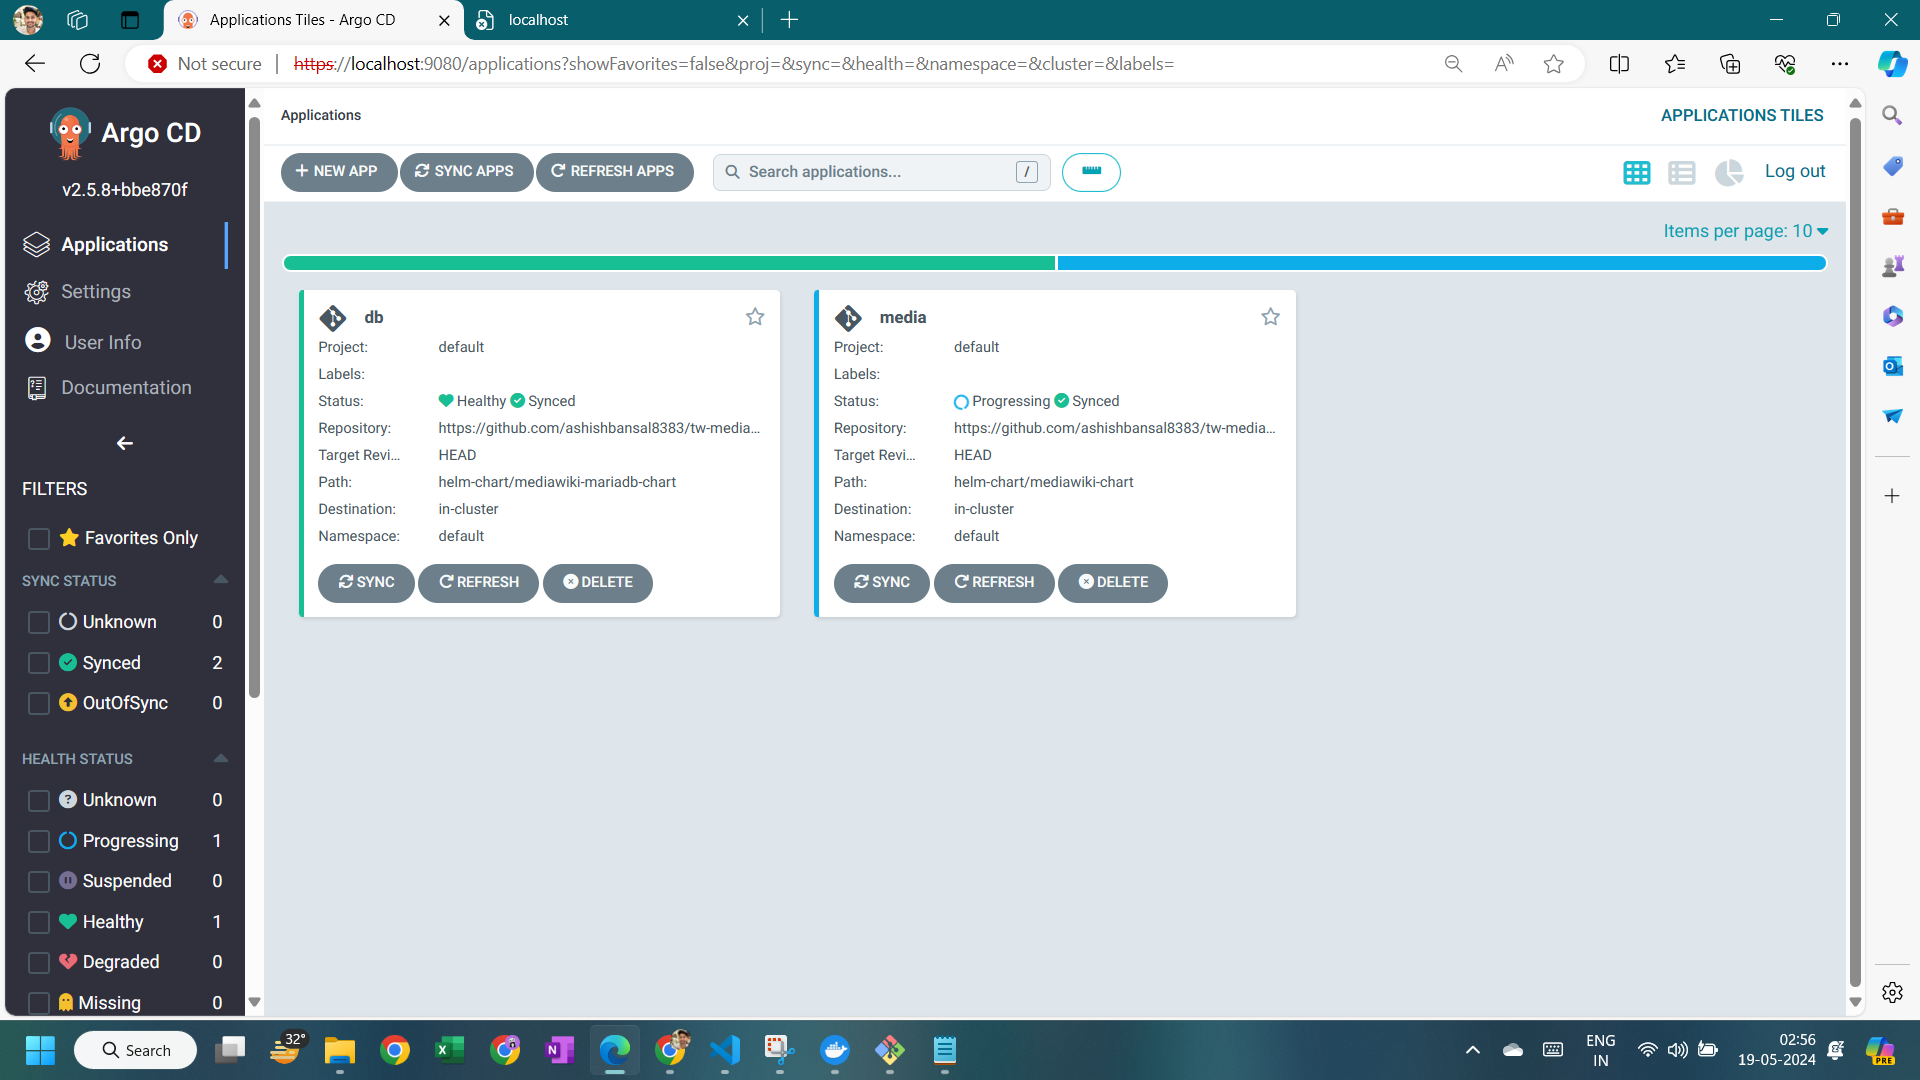 Applications Tiles - Argo CD
localhost
Not secure
https://localhost:9080/applications?showFavorites=false&proj=&sync=&health=&namespace=&cluster=&labels=
Argo CD
v2.5.8+bbe870f
Applications
Settings
User Info
Documentation
FILTERS
Favorites Only
SYNC STATUS
Unknown 0
Synced 2
OutOfSync 0
HEALTH STATUS
Unknown 0
Progressing 1
Suspended 0
Healthy 1
Degraded 0
Missing 0
Applications
APPLICATIONS TILES
NEW APP
SYNC APPS
REFRESH APPS
Search applications...
/
Log out
Items per page: 10
db
Project: default
Labels:
Status: Healthy Synced
Repository: https://github.com/ashishbansal8383/tw-media...
Target Revi... HEAD
Path: helm-chart/mediawiki-mariadb-chart
Destination: in-cluster
Namespace: default
SYNC
REFRESH
DELETE
media
Project: default
Labels:
Status: Progressing Synced
Repository: https://github.com/ashishbansal8383/tw-media...
Target Revi... HEAD
Path: helm-chart/mediawiki-chart
Destination: in-cluster
Namespace: default
SYNC
REFRESH
DELETE
Search
32°
ENG
IN
02:56
19-05-2024
PRE